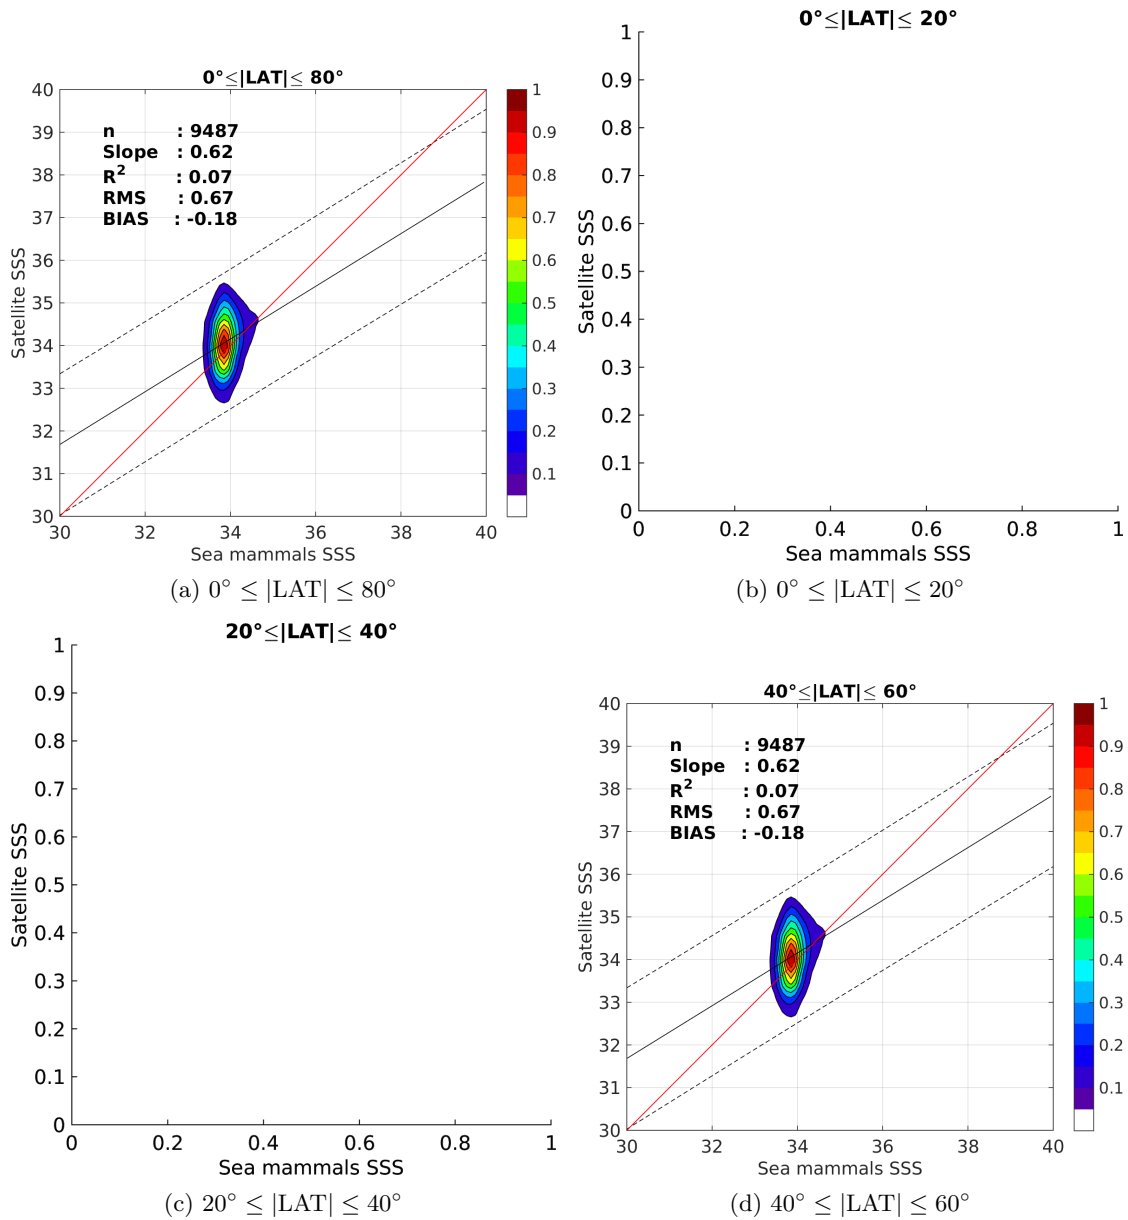 0°≤|LAT|≤ 80°
40
39
38
37
36
35
34
33
32
31
30
n : 9487
Slope : 0.62
R² : 0.07
RMS : 0.67
BIAS : -0.18
Satellite SSS
30 32 34 36 38 40
Sea mammals SSS
1
0.9
0.8
0.7
0.6
0.5
0.4
0.3
0.2
0.1
(a) 0° ≤ |LAT| ≤ 80°
0°≤|LAT|≤ 20°
1
0.9
0.8
0.7
0.6
0.5
0.4
0.3
0.2
0.1
0
Satellite SSS
0 0.2 0.4 0.6 0.8 1
Sea mammals SSS
(b) 0° ≤ |LAT| ≤ 20°
20°≤|LAT|≤ 40°
1
0.9
0.8
0.7
0.6
0.5
0.4
0.3
0.2
0.1
0
Satellite SSS
0 0.2 0.4 0.6 0.8 1
Sea mammals SSS
(c) 20° ≤ |LAT| ≤ 40°
40°≤|LAT|≤ 60°
40
39
38
37
36
35
34
33
32
31
30
n : 9487
Slope : 0.62
R² : 0.07
RMS : 0.67
BIAS : -0.18
Satellite SSS
30 32 34 36 38 40
Sea mammals SSS
1
0.9
0.8
0.7
0.6
0.5
0.4
0.3
0.2
0.1
(d) 40° ≤ |LAT| ≤ 60°